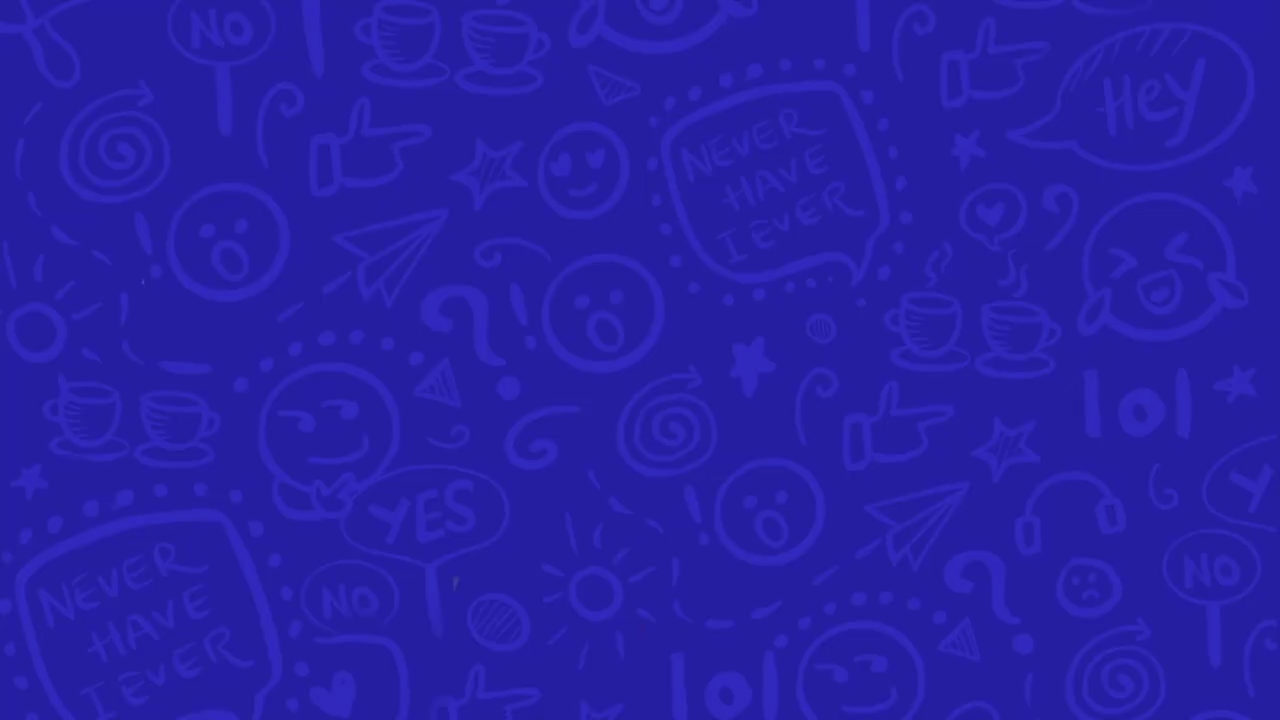 NO
Hey
NEVER
HAVE
I EVER
lol
YES
NEVER
HAVE
I EVER
NO
Y
NO
lol